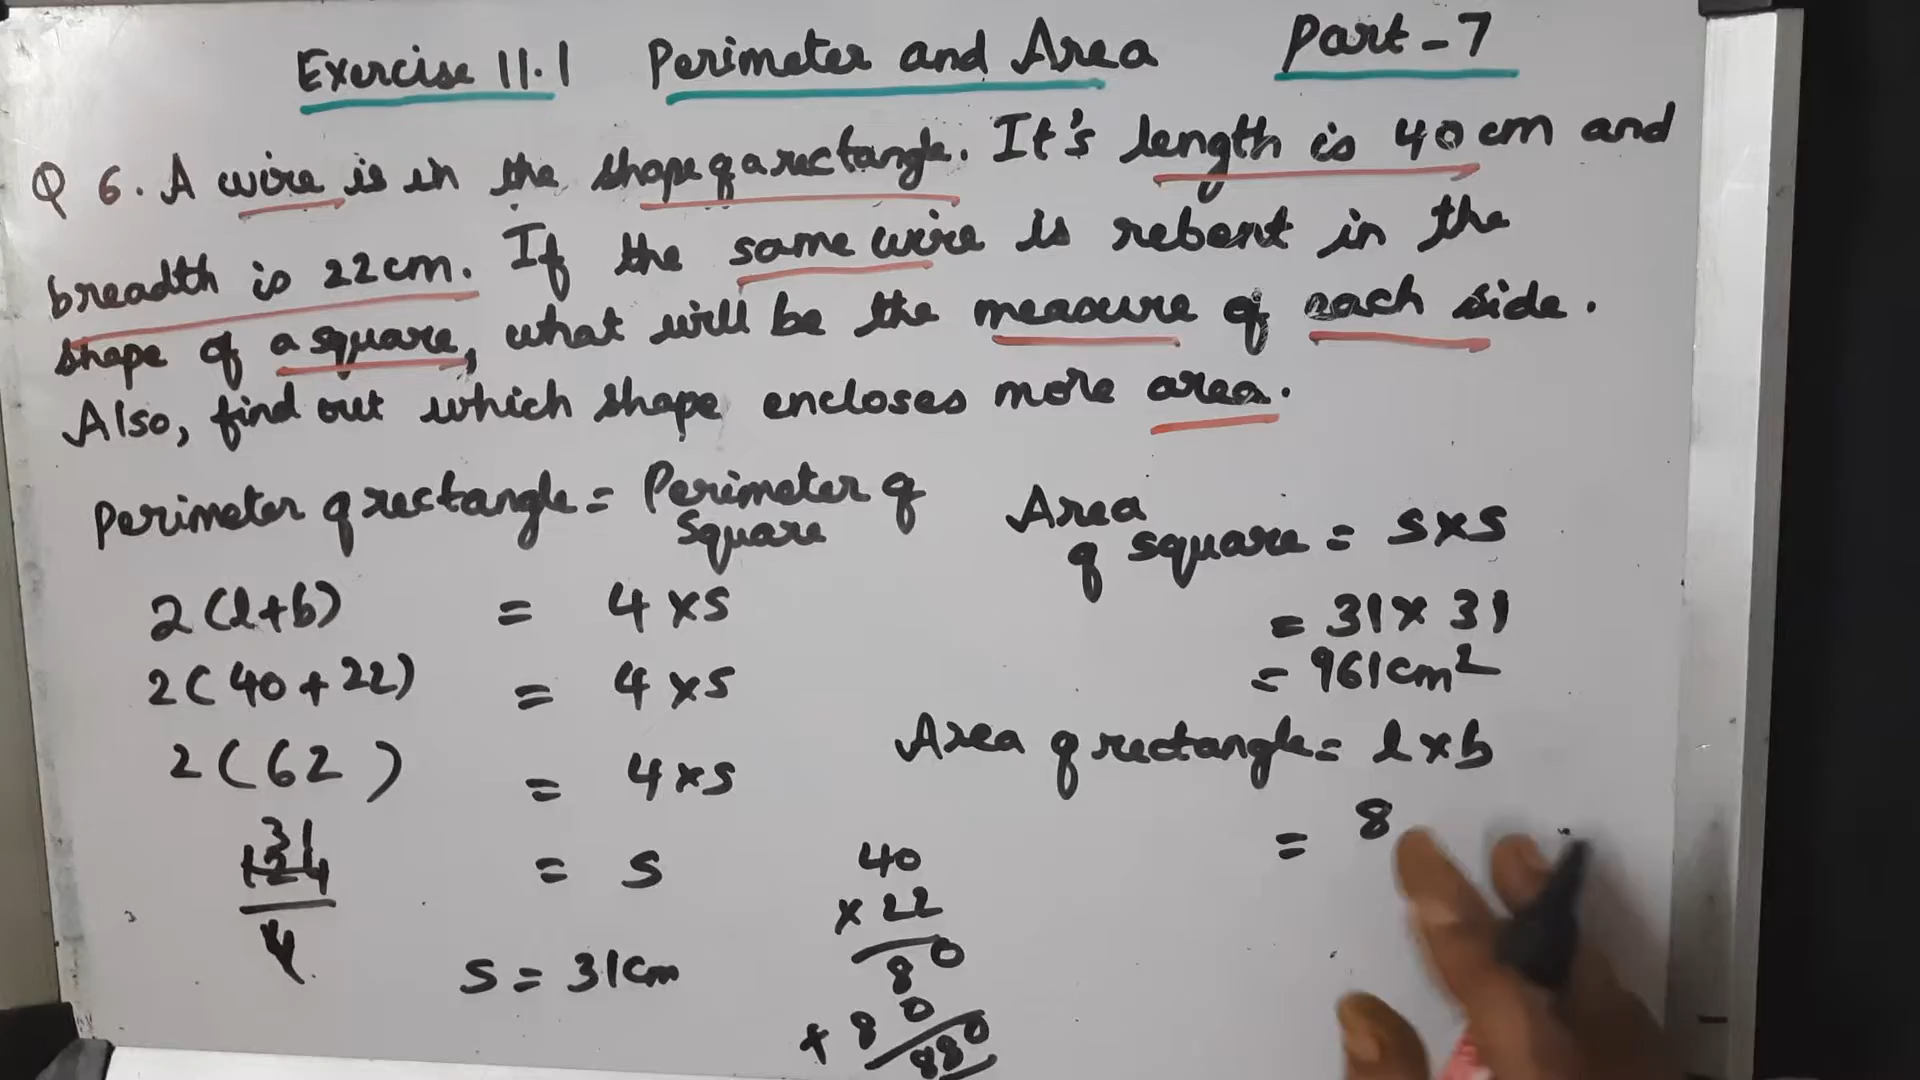 Exercise 11.1 Perimeter and Area Part-7
Q 6. A wire is in the shape of a rectangle. It's length is 40 cm and
breadth is 22 cm. If the same wire is rebent in the
shape of a square, what will be the measure of each side.
Also, find out which shape encloses more area.
Perimeter of rectangle = Perimeter of
Square
2(l+b) = 4 × s
2(40+22) = 4 × s
2(62) = 4 × s
31
124
4
= s
s = 31cm
40
× 22
80
+ 80
880
Area
of square = s×s
= 31 × 31
= 961cm²
Area of rectangle = l×b
= 8